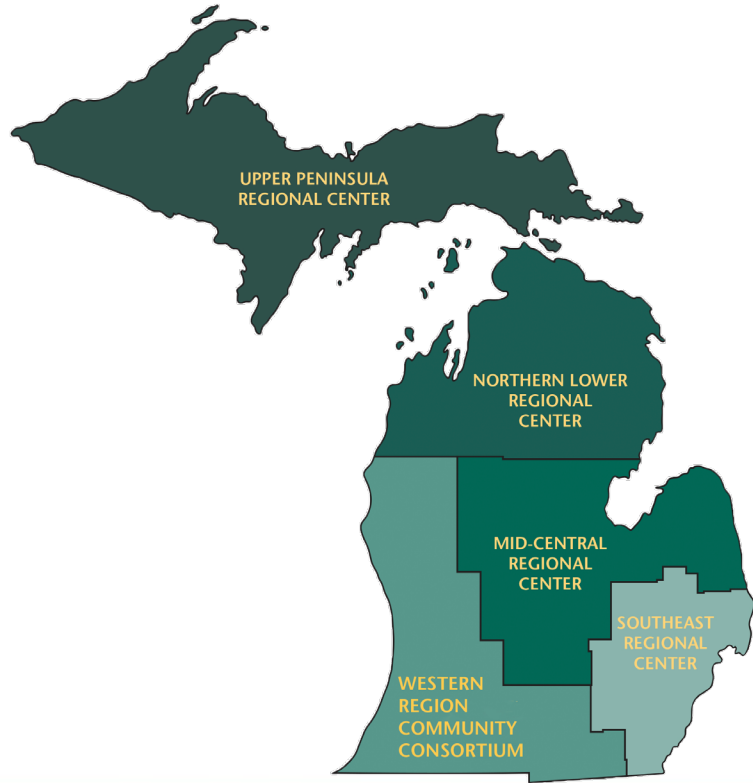 UPPER PENINSULA
REGIONAL CENTER
NORTHERN LOWER
REGIONAL
CENTER
MID-CENTRAL
REGIONAL
CENTER
SOUTHEAST
REGIONAL
CENTER
WESTERN
REGION
COMMUNITY
CONSORTIUM